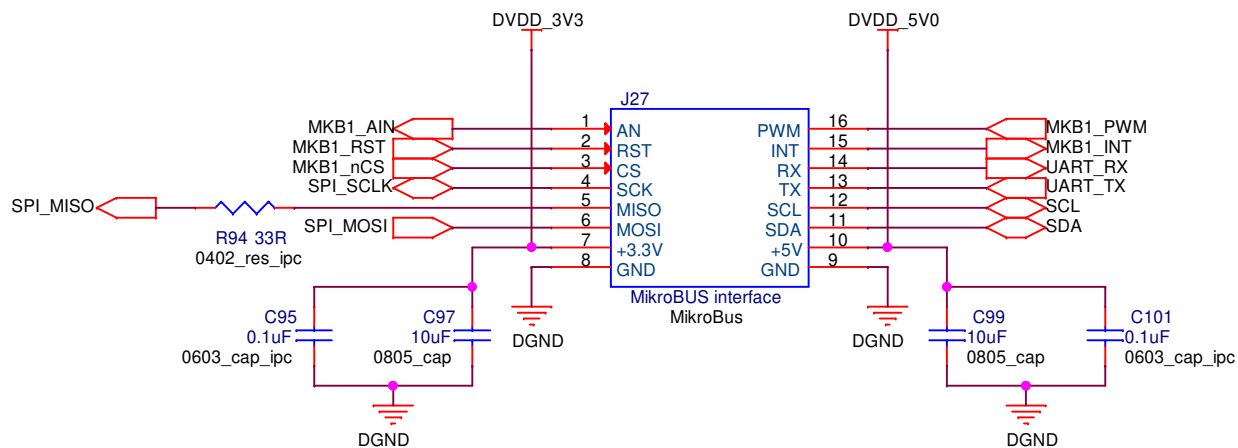 DVDD_3V3
DVDD_5V0
J27
MKB1_AIN 1 AN PWM 16 MKB1_PWM
MKB1_RST 2 RST INT 15 MKB1_INT
MKB1_nCS 3 CS RX 14 UART_RX
SPI_SCLK 4 SCK TX 13 UART_TX
SPI_MISO 5 MISO SCL 12 SCL
SPI_MOSI 6 MOSI SDA 11 SDA
R94 33R
0402_res_ipc
7 +3.3V +5V 10
8 GND GND 9
MikroBUS interface
MikroBus
C95
0.1uF
0603_cap_ipc
C97
10uF
0805_cap
DGND
DGND
C99
10uF
0805_cap
C101
0.1uF
0603_cap_ipc
DGND
DGND